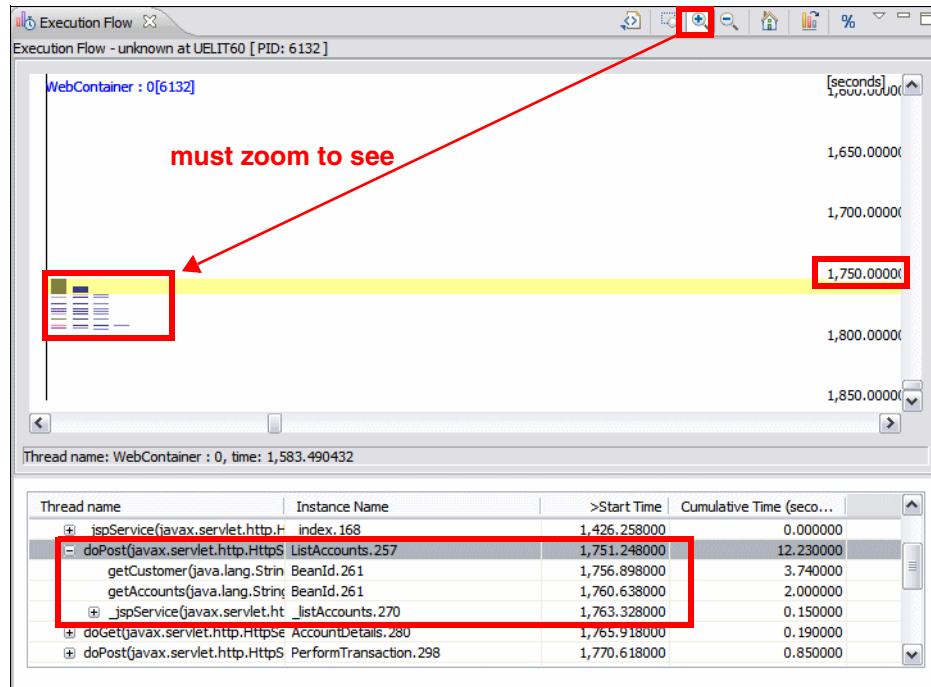 Execution Flow
%
Execution Flow - unknown at UELIT60 [ PID: 6132 ]
WebContainer : 0[6132]
[seconds]
must zoom to see
1,650.0000
1,700.0000
1,750.0000
1,800.0000
1,850.0000
Thread name: WebContainer : 0, time: 1,583.490432
Thread name Instance Name >Start Time Cumulative Time (seco...
_jspService(javax.servlet.http.H _index.168 1,426.258000 0.000000
doPost(javax.servlet.http.HttpS ListAccounts.257 1,751.248000 12.230000
getCustomer(java.lang.Strin BeanId.261 1,756.898000 3.740000
getAccounts(java.lang.String BeanId.261 1,760.638000 2.000000
_jspService(javax.servlet.ht _listAccounts.270 1,763.328000 0.150000
doGet(javax.servlet.http.HttpSe AccountDetails.280 1,765.918000 0.190000
doPost(javax.servlet.http.HttpS PerformTransaction.298 1,770.618000 0.850000